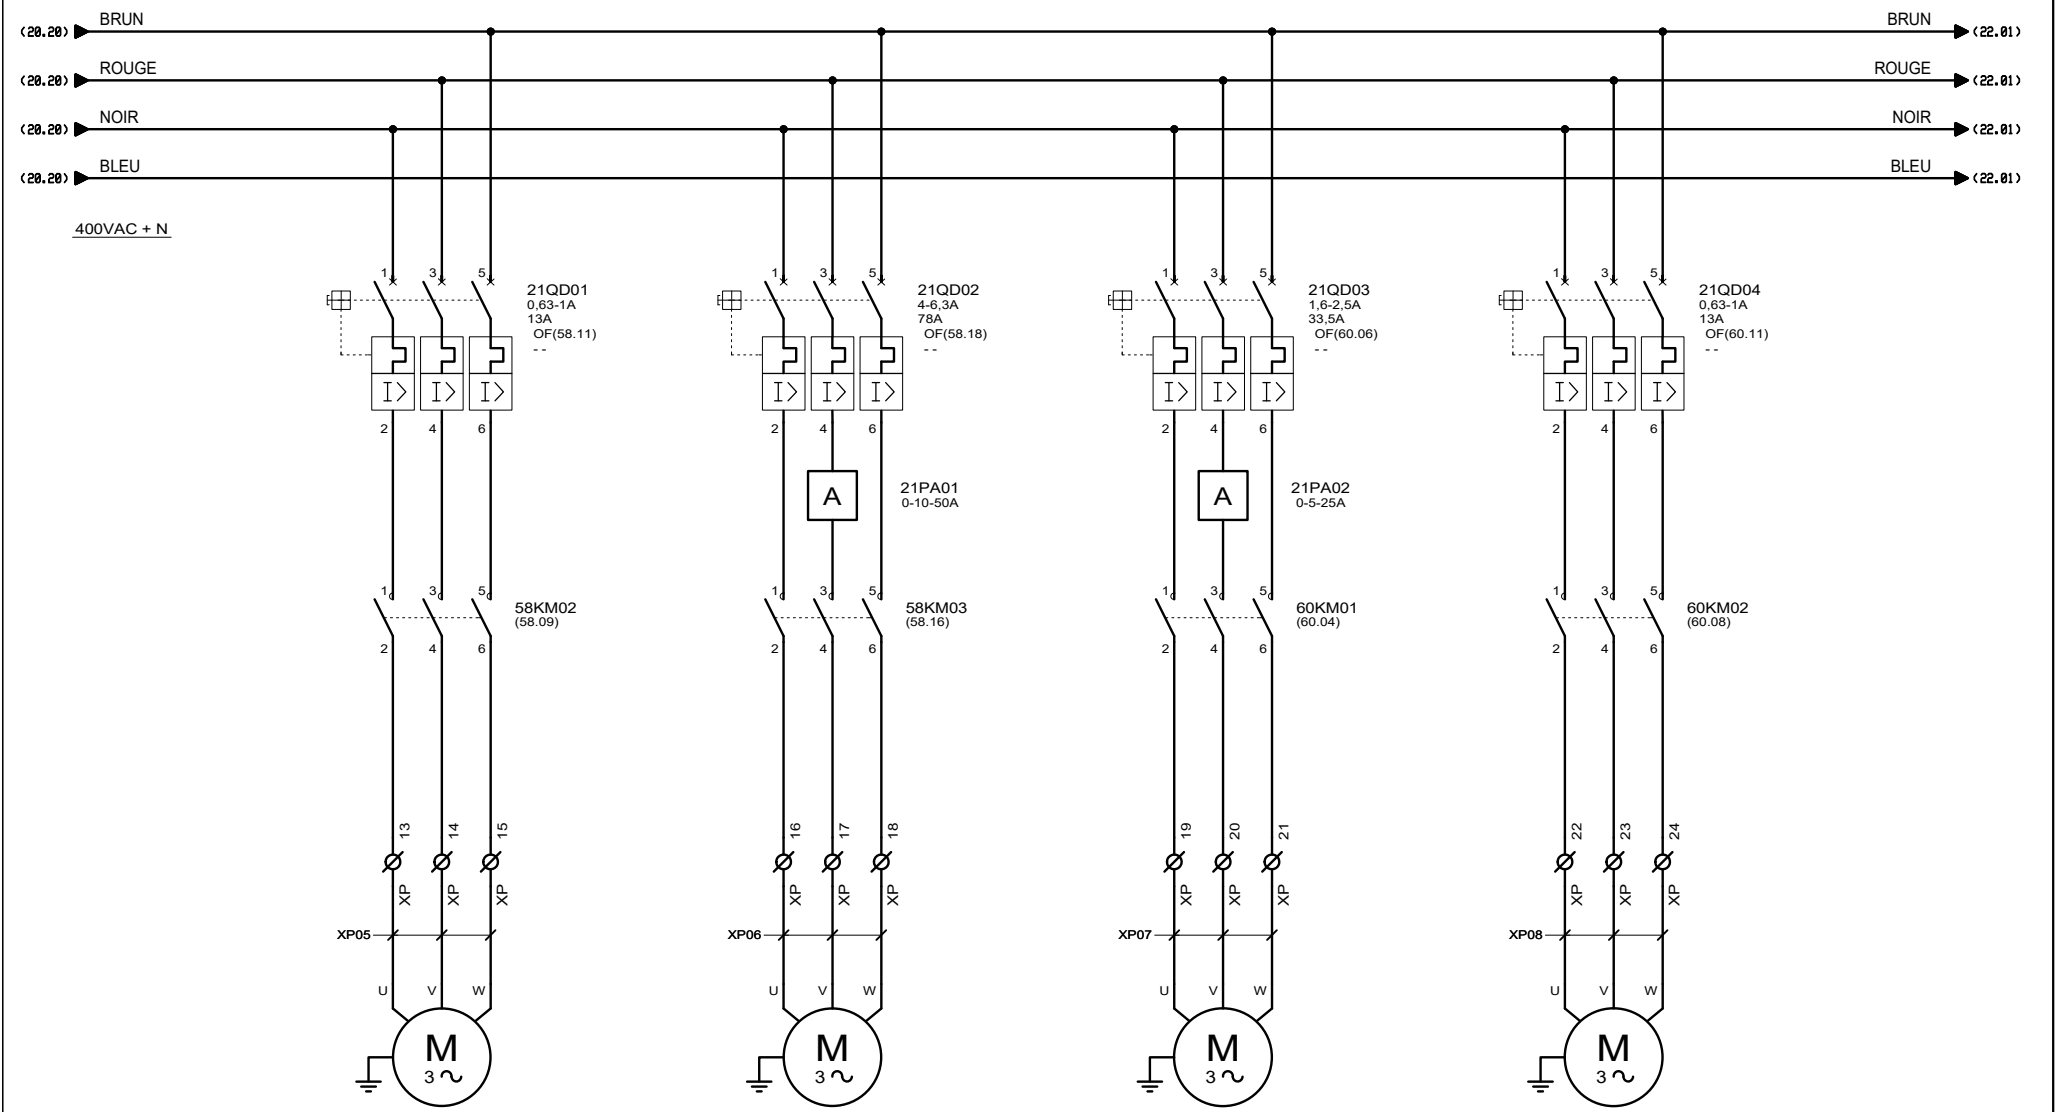 BRUN BRUN
(20.20) (22.01)
ROUGE ROUGE
(20.20) (22.01)
NOIR NOIR
(20.20) (22.01)
BLEU BLEU
(20.20) (22.01)
400VAC + N
1 3 5 1 3 5 1 3 5 1 3 5
21QD01 21QD02 21QD03 21QD04
0,63-1A 4-6,3A 1,6-2,5A 0,63-1A
13A 78A 33,5A 13A
OF(58.11) OF(58.18) OF(60.06) OF(60.11)
-- -- -- --
I> I> I> I> I> I> I> I> I> I> I> I>
2 4 6 2 4 6 2 4 6 2 4 6
A 21PA01 A 21PA02
0-10-50A 0-5-25A
1 3 5 1 3 5 1 3 5 1 3 5
58KM02 58KM03 60KM01 60KM02
(58.09) (58.16) (60.04) (60.08)
2 4 6 2 4 6 2 4 6 2 4 6
13 14 15 16 17 18 19 20 21 22 23 24
XP XP XP XP XP XP XP XP XP XP XP XP
XP05 XP06 XP07 XP08
U V W U V W U V W U V W
M M M M
3 3 3 3